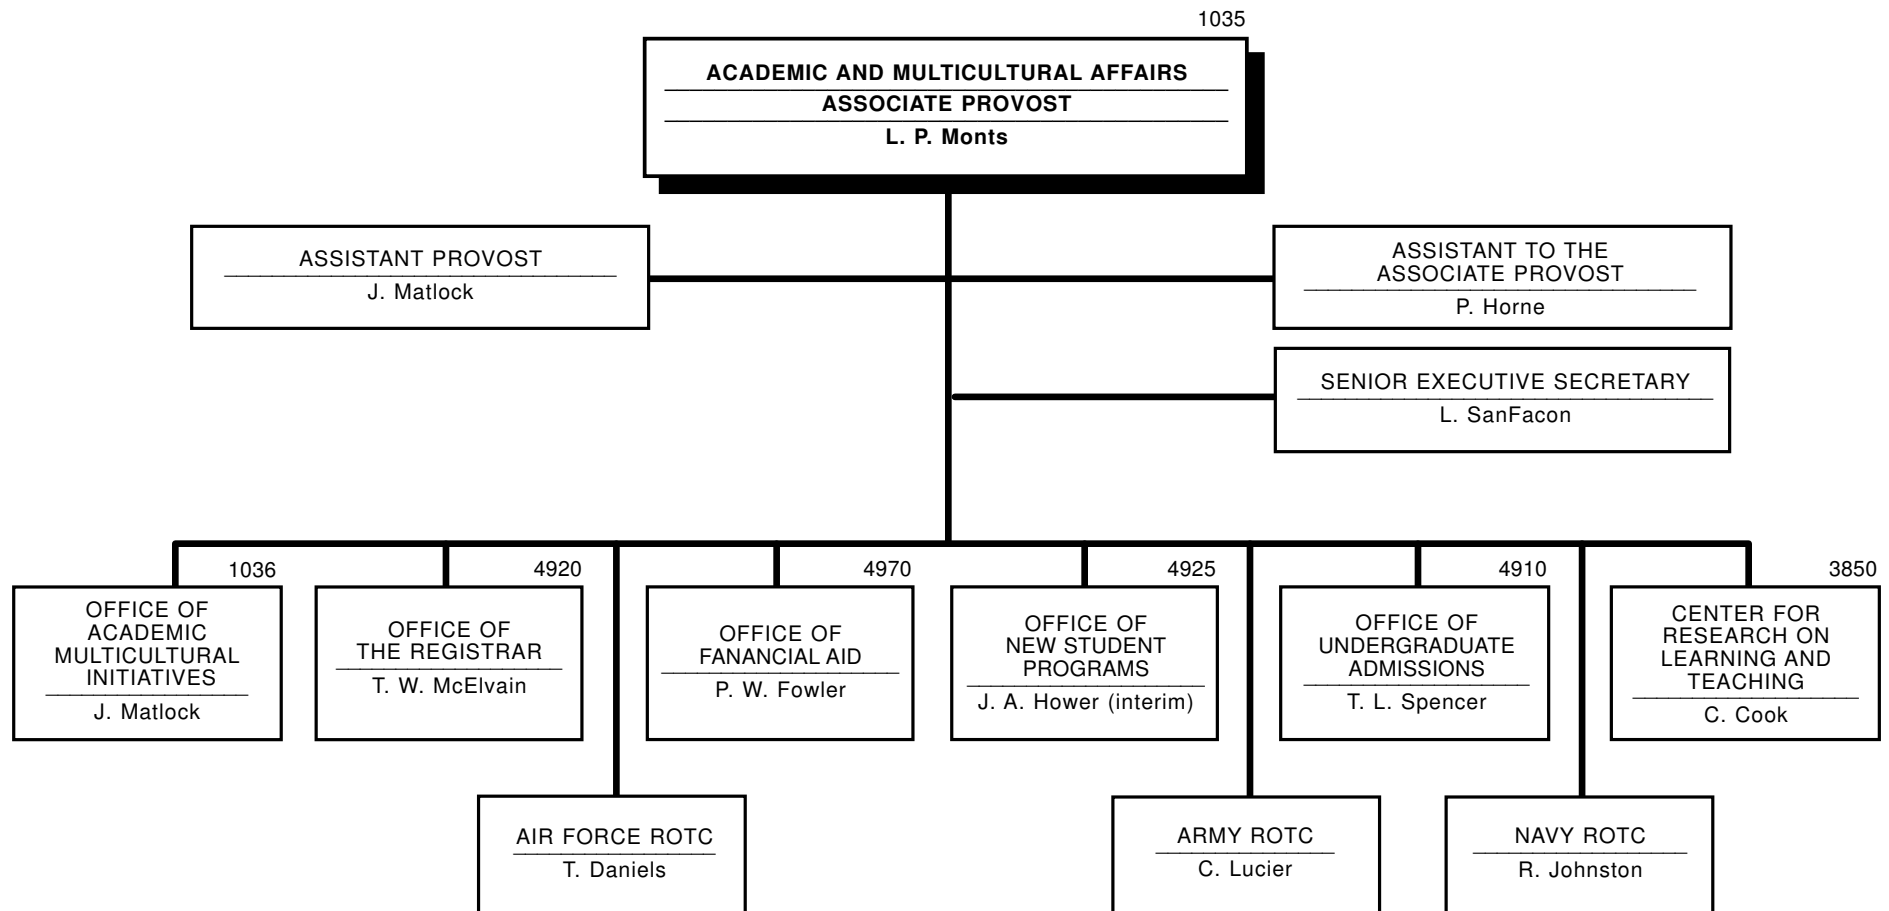 1035
ACADEMIC AND MULTICULTURAL AFFAIRS
ASSOCIATE PROVOST
L. P. Monts
ASSISTANT PROVOST
J. Matlock
ASSISTANT TO THE
ASSOCIATE PROVOST
P. Horne
SENIOR EXECUTIVE SECRETARY
L. SanFacon
1036
OFFICE OF
ACADEMIC
MULTICULTURAL
INITIATIVES
J. Matlock
4920
OFFICE OF
THE REGISTRAR
T. W. McElvain
4970
OFFICE OF
FANANCIAL AID
P. W. Fowler
4925
OFFICE OF
NEW STUDENT
PROGRAMS
J. A. Hower (interim)
4910
OFFICE OF
UNDERGRADUATE
ADMISSIONS
T. L. Spencer
3850
CENTER FOR
RESEARCH ON
LEARNING AND
TEACHING
C. Cook
AIR FORCE ROTC
T. Daniels
ARMY ROTC
C. Lucier
NAVY ROTC
R. Johnston